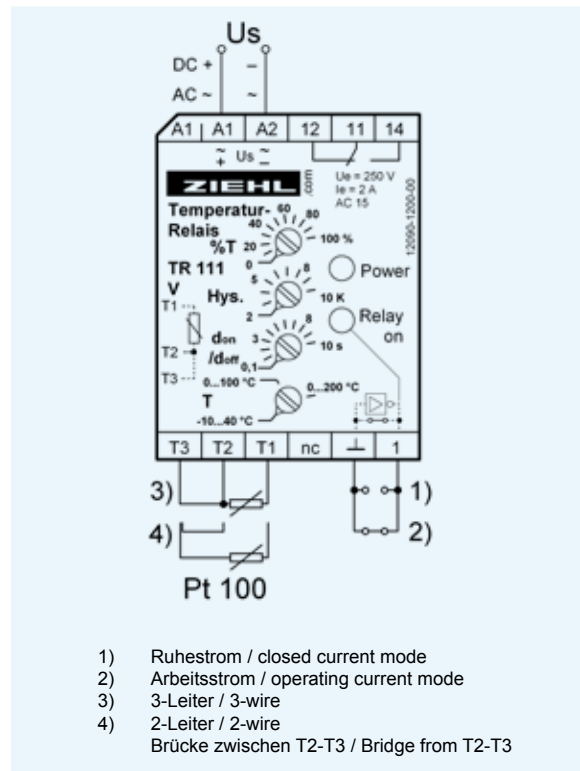 Us
DC + –
AC ~ ~
A1 A1 A2 12 11 14
~ Us ~
+ –
ZIEHL .com
Ue = 250 V
Ie = 2 A
AC 15
12090-1200-00
Temperatur-
Relais
%T
0 20 40 60 80 100 %
TR 111
V
Hys.
2 5 8 10 K
Power
T1
T2
T3
don
/doff
0,1 3 8 10 s
Relay
on
T
-10...40 °C 0...100 °C 0...200 °C
T3 T2 T1 nc ⊥ 1
3) 1)
4) 2)
Pt 100
1) Ruhestrom / closed current mode
2) Arbeitsstrom / operating current mode
3) 3-Leiter / 3-wire
4) 2-Leiter / 2-wire
Brücke zwischen T2-T3 / Bridge from T2-T3